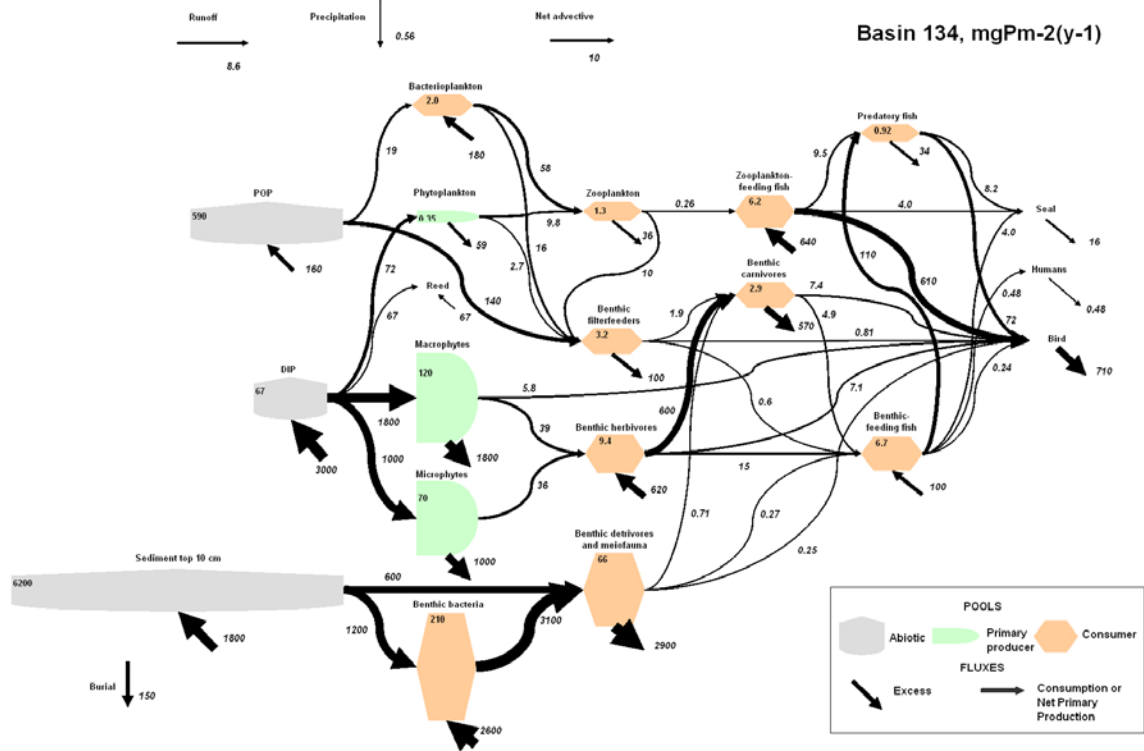 Runoff
Precipitation
Net advective
0.56
8.6
10
Basin 134, mgPm-2(y-1)
Bacterioplankton
2.0
180
19
58
Predatory fish
0.92
34
9.5
8.2
Zooplankton-
feeding fish
6.2
640
4.0
POP
590
160
Phytoplankton
0.35
59
9.8
Zooplankton
1.3
36
0.26
Seal
16
4.0
72
16
2.7
10
110
610
Reed
67
67
140
Benthic
carnivores
2.9
570
7.4
4.9
Humans
0.48
0.48
72
Benthic
filterfeeders
3.2
100
1.9
0.81
Bird
710
0.24
Macrophytes
120
1800
5.8
DIP
67
3000
1800
1000
600
0.6
7.1
39
36
Benthic herbivores
9.4
620
15
Benthic-
feeding fish
6.7
100
Microphytes
70
1000
0.71
0.27
0.25
Benthic detrivores
and meiofauna
66
2900
Sediment top 10 cm
6200
1800
600
1200
3100
Benthic bacteria
210
2600
Burial
150
POOLS
Abiotic
Primary
producer
Consumer
FLUXES
Excess
Consumption or
Net Primary
Production